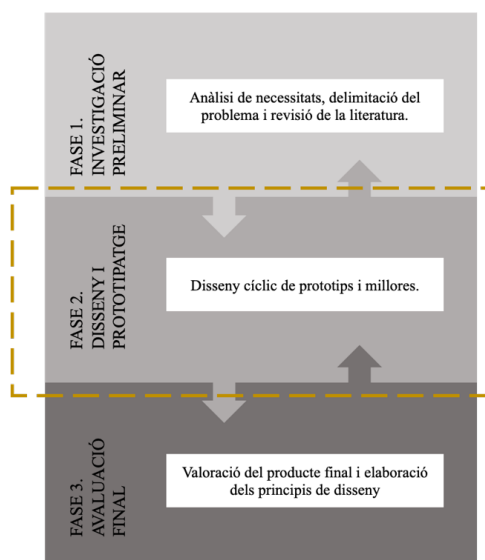 FASE 1.
INVESTIGACIÓ
PRELIMINAR
Anàlisi de necessitats, delimitació del
problema i revisió de la literatura.
FASE 2.
DISSENY I
PROTOTIPATGE
Disseny cíclic de prototips i millores.
FASE 3.
AVALUACIÓ
FINAL
Valoració del producte final i elaboració
dels principis de disseny